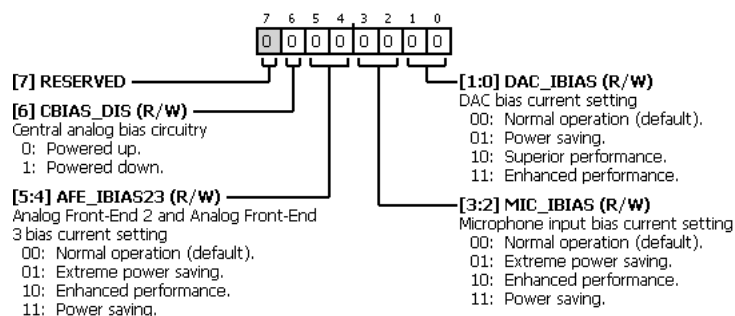 7 6 5 4 3 2 1 0
0 0 0 0 0 0 0 0
[7] RESERVED
[6] CBIAS_DIS (R/W)
Central analog bias circuitry
0: Powered up.
1: Powered down.
[5:4] AFE_IBIAS23 (R/W)
Analog Front-End 2 and Analog Front-End
3 bias current setting
00: Normal operation (default).
01: Extreme power saving.
10: Enhanced performance.
11: Power saving.
[1:0] DAC_IBIAS (R/W)
DAC bias current setting
00: Normal operation (default).
01: Power saving.
10: Superior performance.
11: Enhanced performance.
[3:2] MIC_IBIAS (R/W)
Microphone input bias current setting
00: Normal operation (default).
01: Extreme power saving.
10: Enhanced performance.
11: Power saving.